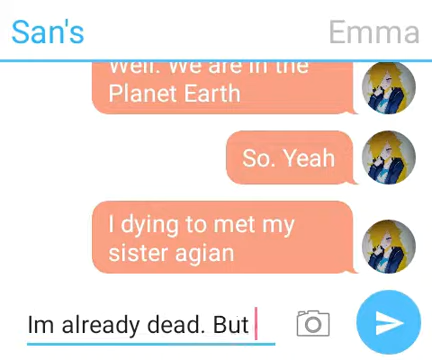 San's
Emma
Well. We are in the
Planet Earth
So. Yeah
I dying to met my
sister agian
Im already dead. But